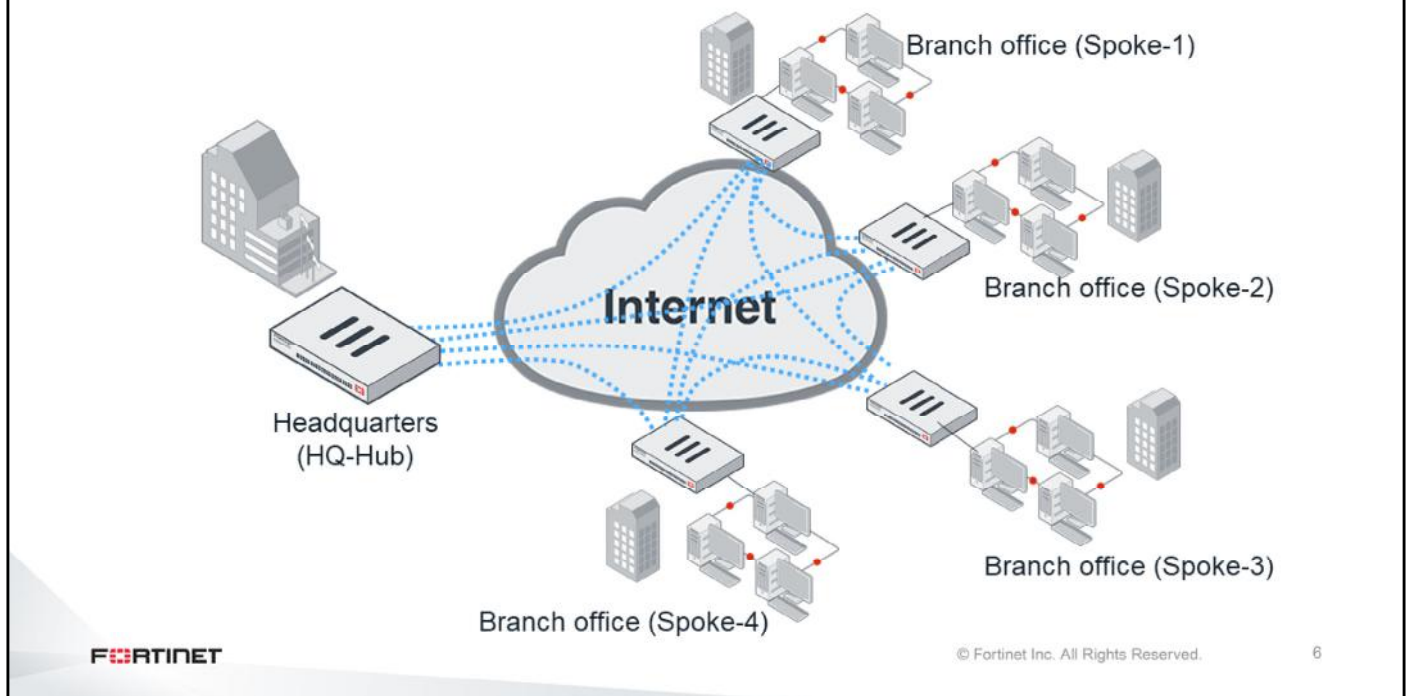 Branch office (Spoke-1)
Branch office (Spoke-2)
Internet
Headquarters
(HQ-Hub)
Branch office (Spoke-3)
Branch office (Spoke-4)
FORTINET
© Fortinet Inc. All Rights Reserved.
6